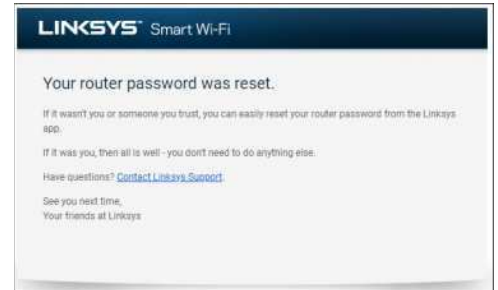 LINKSYS™ Smart Wi-Fi
Your router password was reset.
If it wasn't you or someone you trust, you can easily reset your router password from the Linksys
app.
If it was you, then all is well - you don't need to do anything else.
Have questions? Contact Linksys Support.
See you next time,
Your friends at Linksys